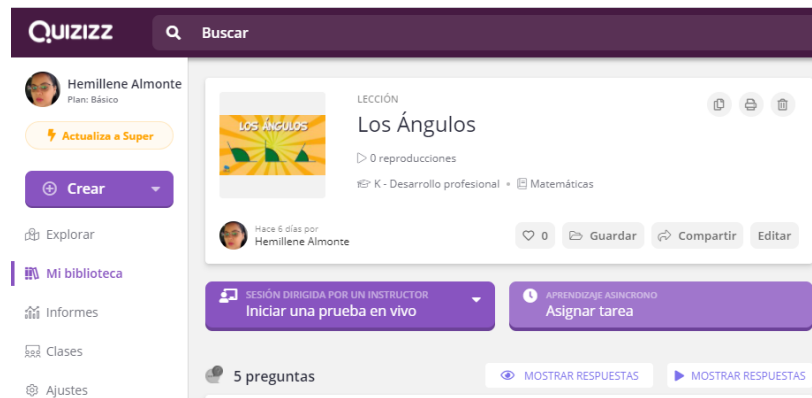 QUIZIZZ
Buscar
Hemillene Almonte
Plan: Básico
Actualiza a Super
Crear
Explorar
Mi biblioteca
Informes
Clases
Ajustes
LOS ÁNGULOS
LECCIÓN
Los Ángulos
0 reproducciones
K - Desarrollo profesional • Matemáticas
Hace 6 días por
Hemillene Almonte
0 Guardar Compartir Editar
SESIÓN DIRIGIDA POR UN INSTRUCTOR
Iniciar una prueba en vivo
APRENDIZAJE ASINCRONO
Asignar tarea
5 preguntas
MOSTRAR RESPUESTAS
MOSTRAR RESPUESTAS